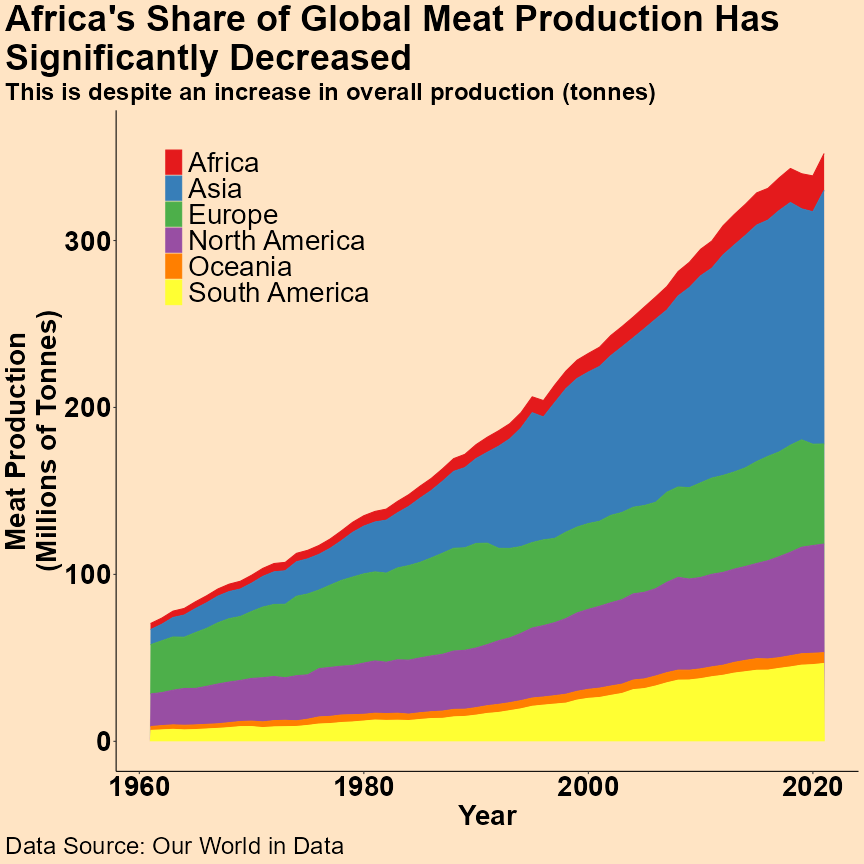 Africa's Share of Global Meat Production Has
Significantly Decreased
This is despite an increase in overall production (tonnes)
Africa
Asia
Europe
North America
Oceania
South America
300
200
100
0
Meat Production
(Millions of Tonnes)
1960 1980 2000 2020
Year
Data Source: Our World in Data